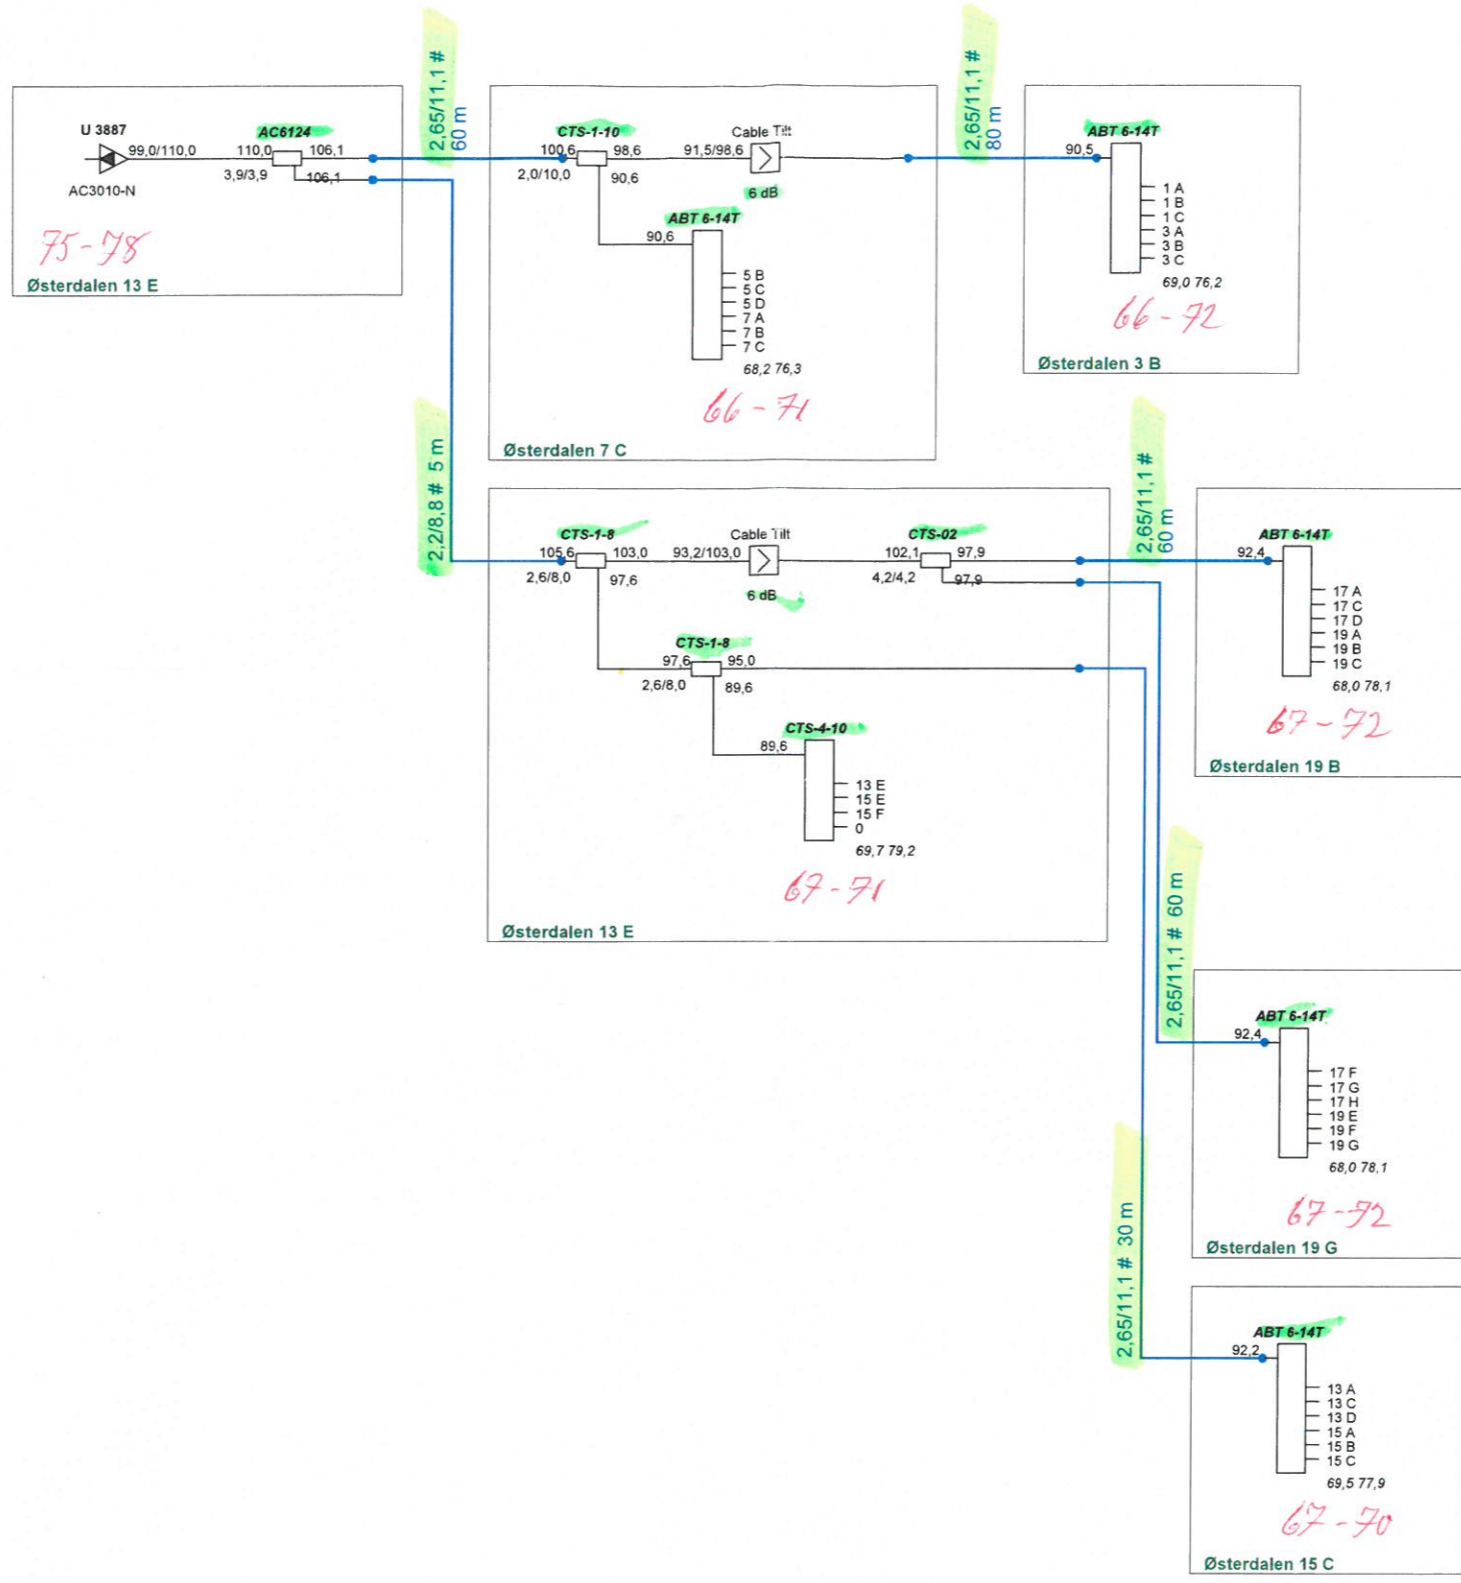 U 3887
99,0/110,0
AC3010-N
AC6124
110,0
106,1
3,9/3,9
106,1
75-78
Østerdalen 13 E
2,65/11,1 #
60 m
CTS-1-10
100,6
98,6
2,0/10,0
90,6
91,5/98,6
Cable Tilt
6 dB
ABT 6-14T
90,6
5 B
5 C
5 D
7 A
7 B
7 C
68,2 76,3
66-71
Østerdalen 7 C
2,65/11,1 #
80 m
ABT 6-14T
90,5
1 A
1 B
1 C
3 A
3 B
3 C
69,0 76,2
66-72
Østerdalen 3 B
2,2/8,8 # 5 m
CTS-1-8
105,6
103,0
2,6/8,0
97,6
93,2/103,0
Cable Tilt
6 dB
CTS-02
102,1
97,9
4,2/4,2
97,9
CTS-1-8
97,6
95,0
2,6/8,0
89,6
CTS-4-10
89,6
13 E
15 E
15 F
0
69,7 79,2
67-71
Østerdalen 13 E
2,65/11,1 #
60 m
ABT 6-14T
92,4
17 A
17 C
17 D
19 A
19 B
19 C
68,0 78,1
67-72
Østerdalen 19 B
2,65/11,1 # 60 m
ABT 6-14T
92,4
17 F
17 G
17 H
19 E
19 F
19 G
68,0 78,1
67-72
Østerdalen 19 G
2,65/11,1 # 30 m
ABT 6-14T
92,2
13 A
13 C
13 D
15 A
15 B
15 C
69,5 77,9
67-70
Østerdalen 15 C